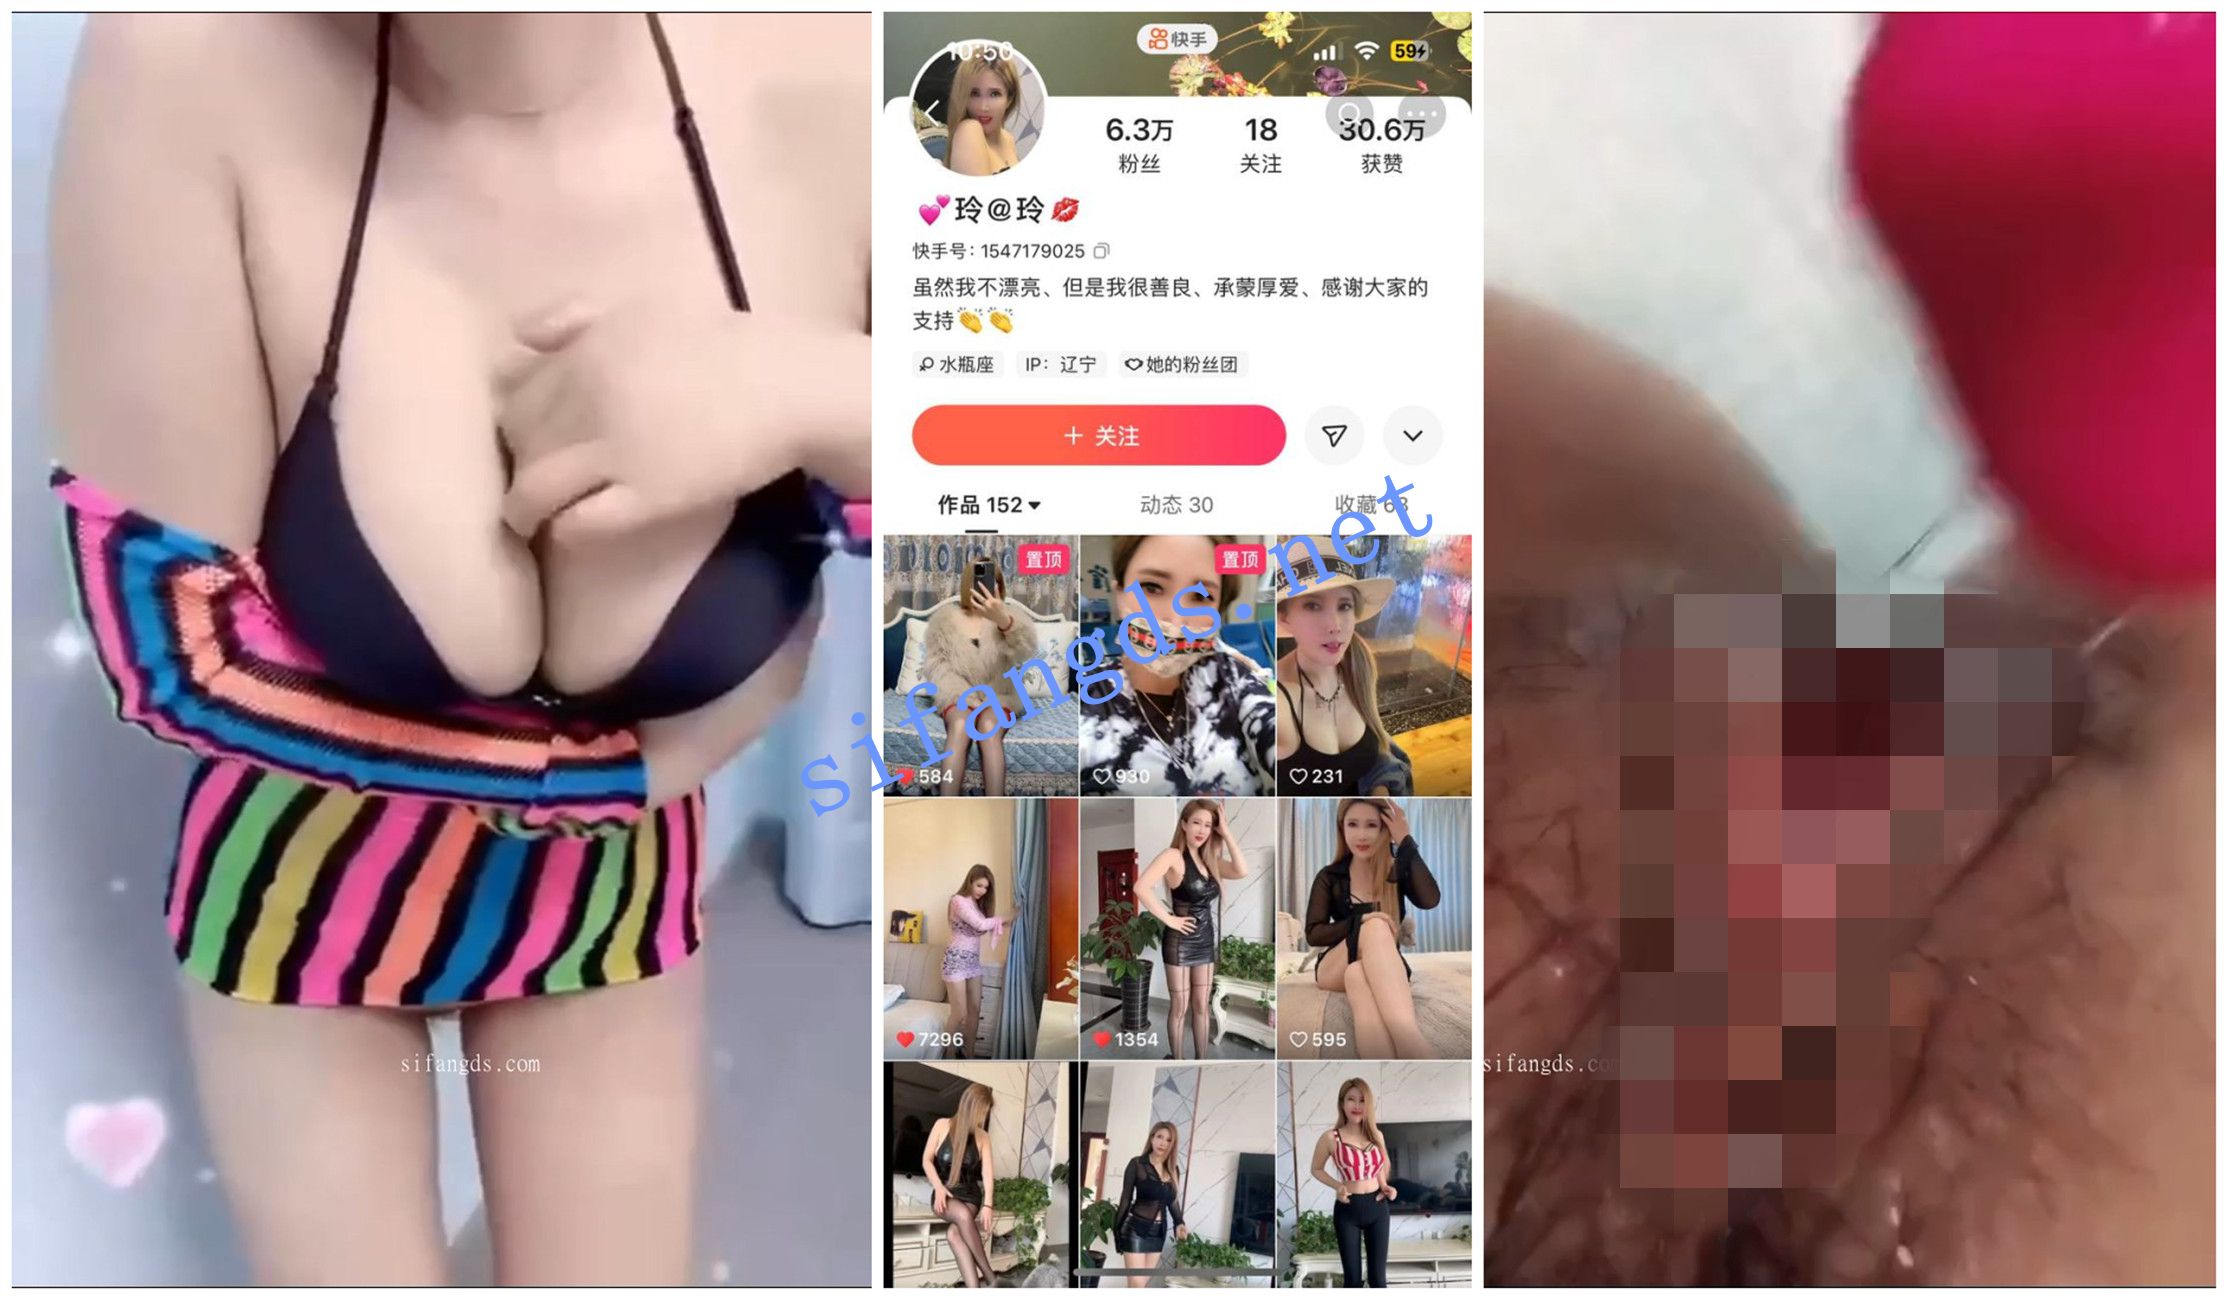 10:50
快手
59
6.3万
18
30.6万
粉丝
关注
获赞
💕玲@玲💋
快手号：1547179025
虽然我不漂亮、但是我很善良、承蒙厚爱、感谢大家的
支持👏👏
水瓶座
IP：辽宁
她的粉丝团
+ 关注
作品 152
动态 30
收藏 63
置顶
置顶
584
930
231
7296
1354
595
sifangds.net
sifangds.com
sifangds.co